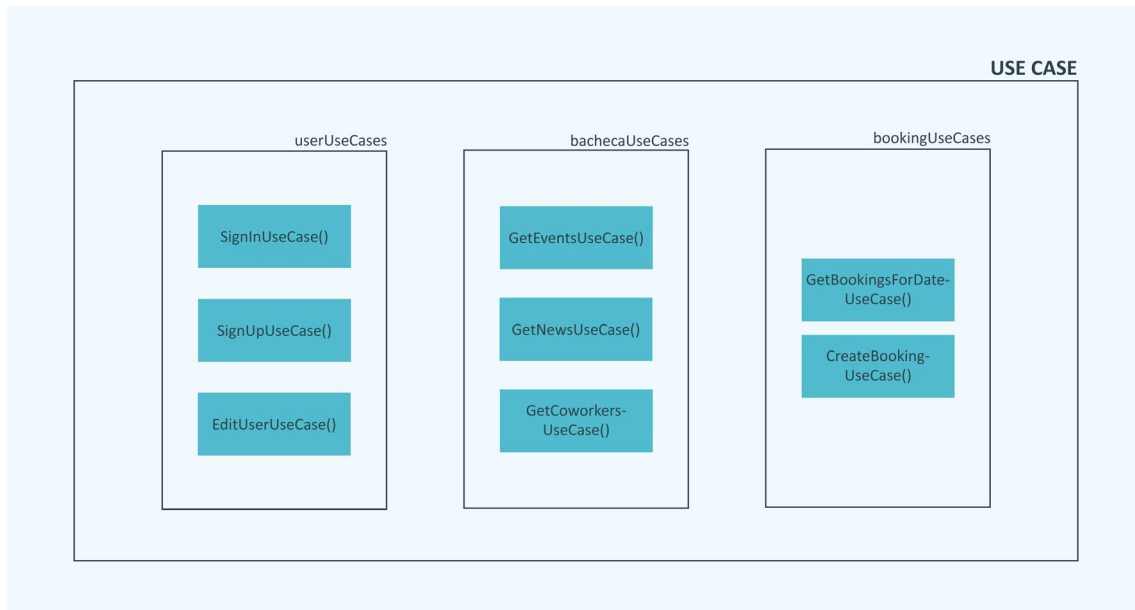 USE CASE
userUseCases
SignInUseCase()
SignUpUseCase()
EditUserUseCase()
bachecaUseCases
GetEventsUseCase()
GetNewsUseCase()
GetCoworkers-
UseCase()
bookingUseCases
GetBookingsForDate-
UseCase()
CreateBooking-
UseCase()